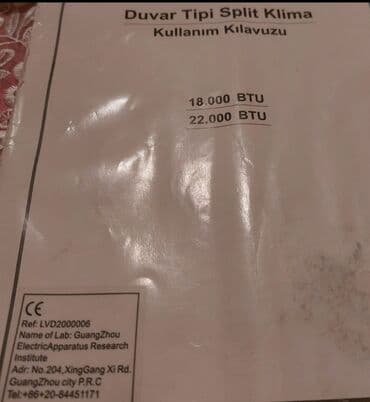 Duvar Tipi Split Klima
Kullanım Kılavuzu
18.000 BTU
22.000 BTU
CE
Ref: LVD2000006
Name of Lab: GuangZhou
ElectricApparatus Research
Institute
Adr: No.204,XingGang Xi Rd.
GuangZhou city P.R.C
Tel:+86+20-84451171